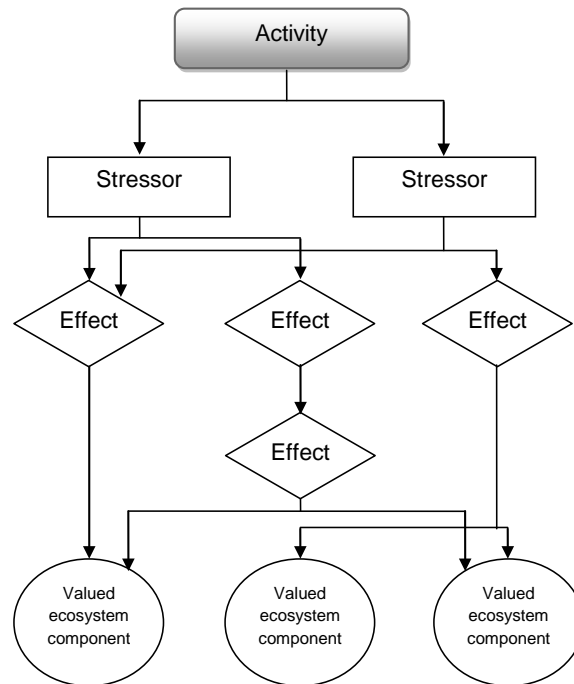 Activity
Stressor
Stressor
Effect
Effect
Effect
Effect
Valued
ecosystem
component
Valued
ecosystem
component
Valued
ecosystem
component